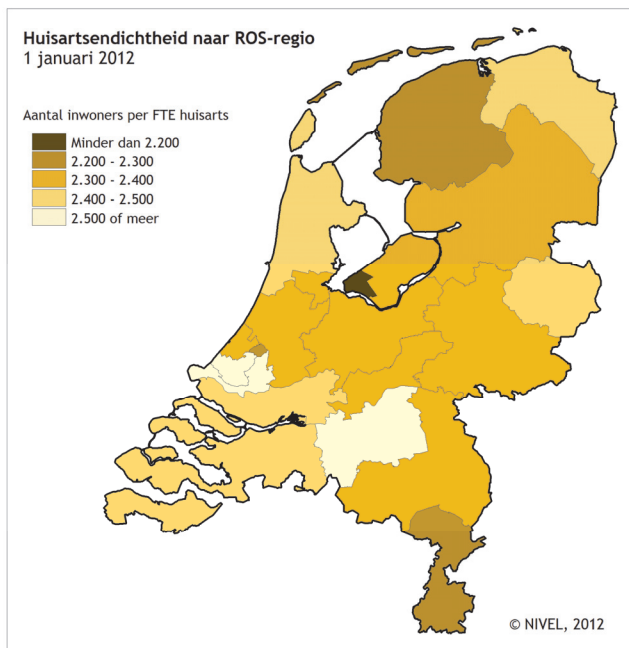 Huisartsendichtheid naar ROS-regio
1 januari 2012
Aantal inwoners per FTE huisarts
Minder dan 2.200
2.200 - 2.300
2.300 - 2.400
2.400 - 2.500
2.500 of meer
© NIVEL, 2012